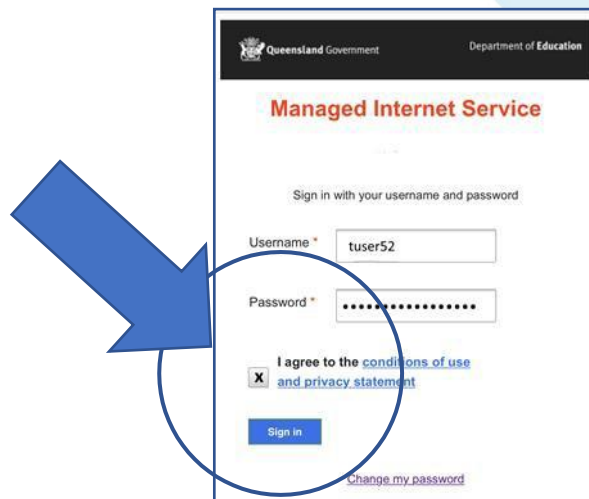 Queensland Government
Department of Education
Managed Internet Service
Sign in with your username and password
Username *
tuser52
Password *
•••••••••••••••••
I agree to the conditions of use
X
and privacy statement
Sign in
Change my password